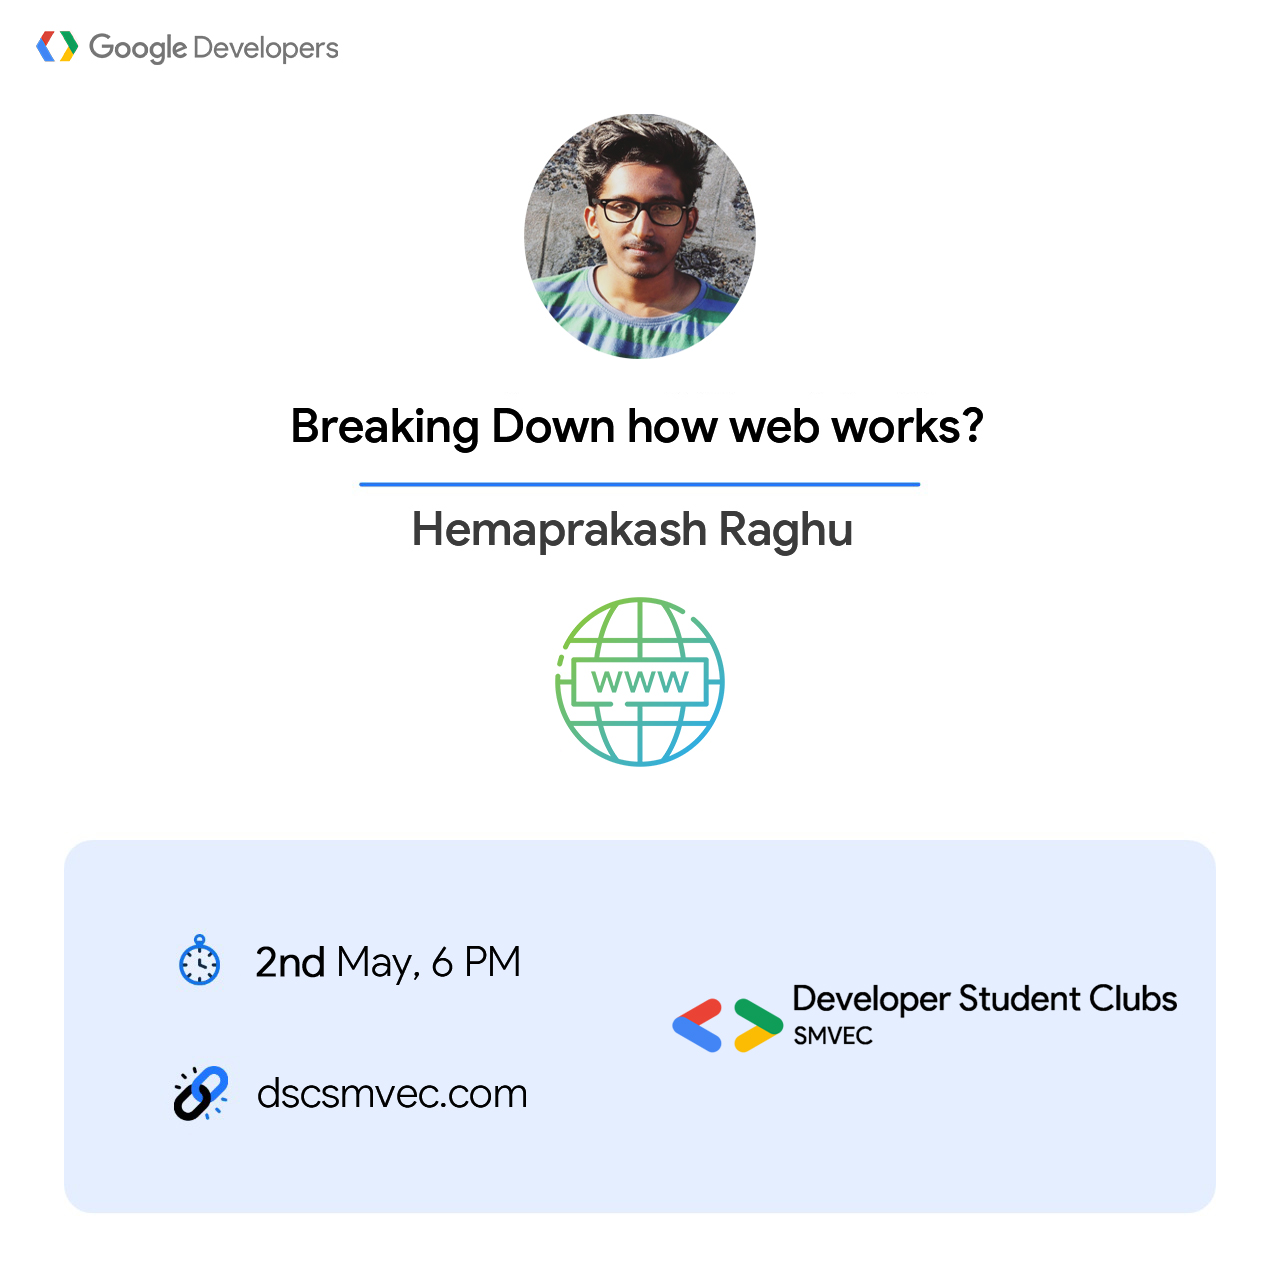 Google Developers
Breaking Down how web works?
Hemaprakash Raghu
WWW
2nd May, 6 PM
dscsmvec.com
Developer Student Clubs
SMVEC